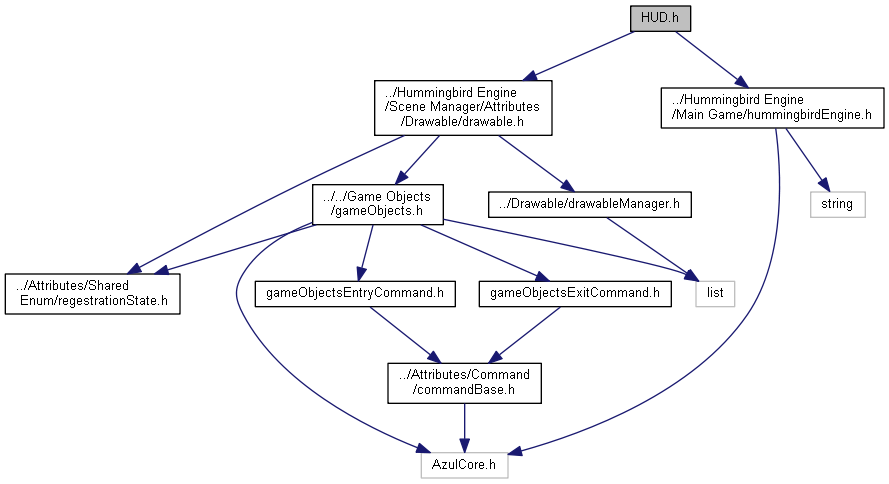 HUD.h
../Hummingbird Engine
/Scene Manager/Attributes
/Drawable/drawable.h
../Hummingbird Engine
/Main Game/hummingbirdEngine.h
../../Game Objects
/gameObjects.h
../Drawable/drawableManager.h
string
../Attributes/Shared
Enum/regestrationState.h
gameObjectsEntryCommand.h
gameObjectsExitCommand.h
list
../Attributes/Command
/commandBase.h
AzulCore.h